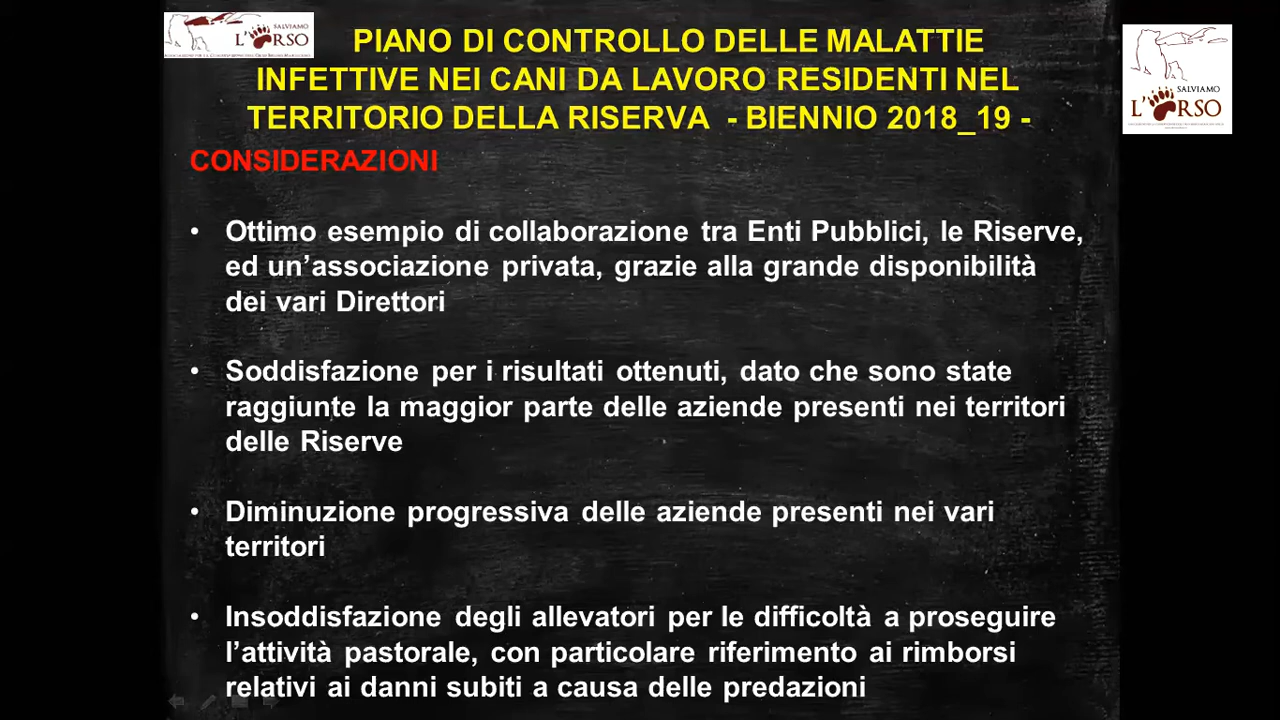 SALVIAMO
L'ORSO
PIANO DI CONTROLLO DELLE MALATTIE
INFETTIVE NEI CANI DA LAVORO RESIDENTI NEL
TERRITORIO DELLA RISERVA - BIENNIO 2018_19 -
SALVIAMO
L'ORSO
CONSIDERAZIONI
• Ottimo esempio di collaborazione tra Enti Pubblici, le Riserve,
ed un’associazione privata, grazie alla grande disponibilità
dei vari Direttori
• Soddisfazione per i risultati ottenuti, dato che sono state
raggiunte la maggior parte delle aziende presenti nei territori
delle Riserve
• Diminuzione progressiva delle aziende presenti nei vari
territori
• Insoddisfazione degli allevatori per le difficoltà a proseguire
l’attività pastorale, con particolare riferimento ai rimborsi
relativi ai danni subiti a causa delle predazioni